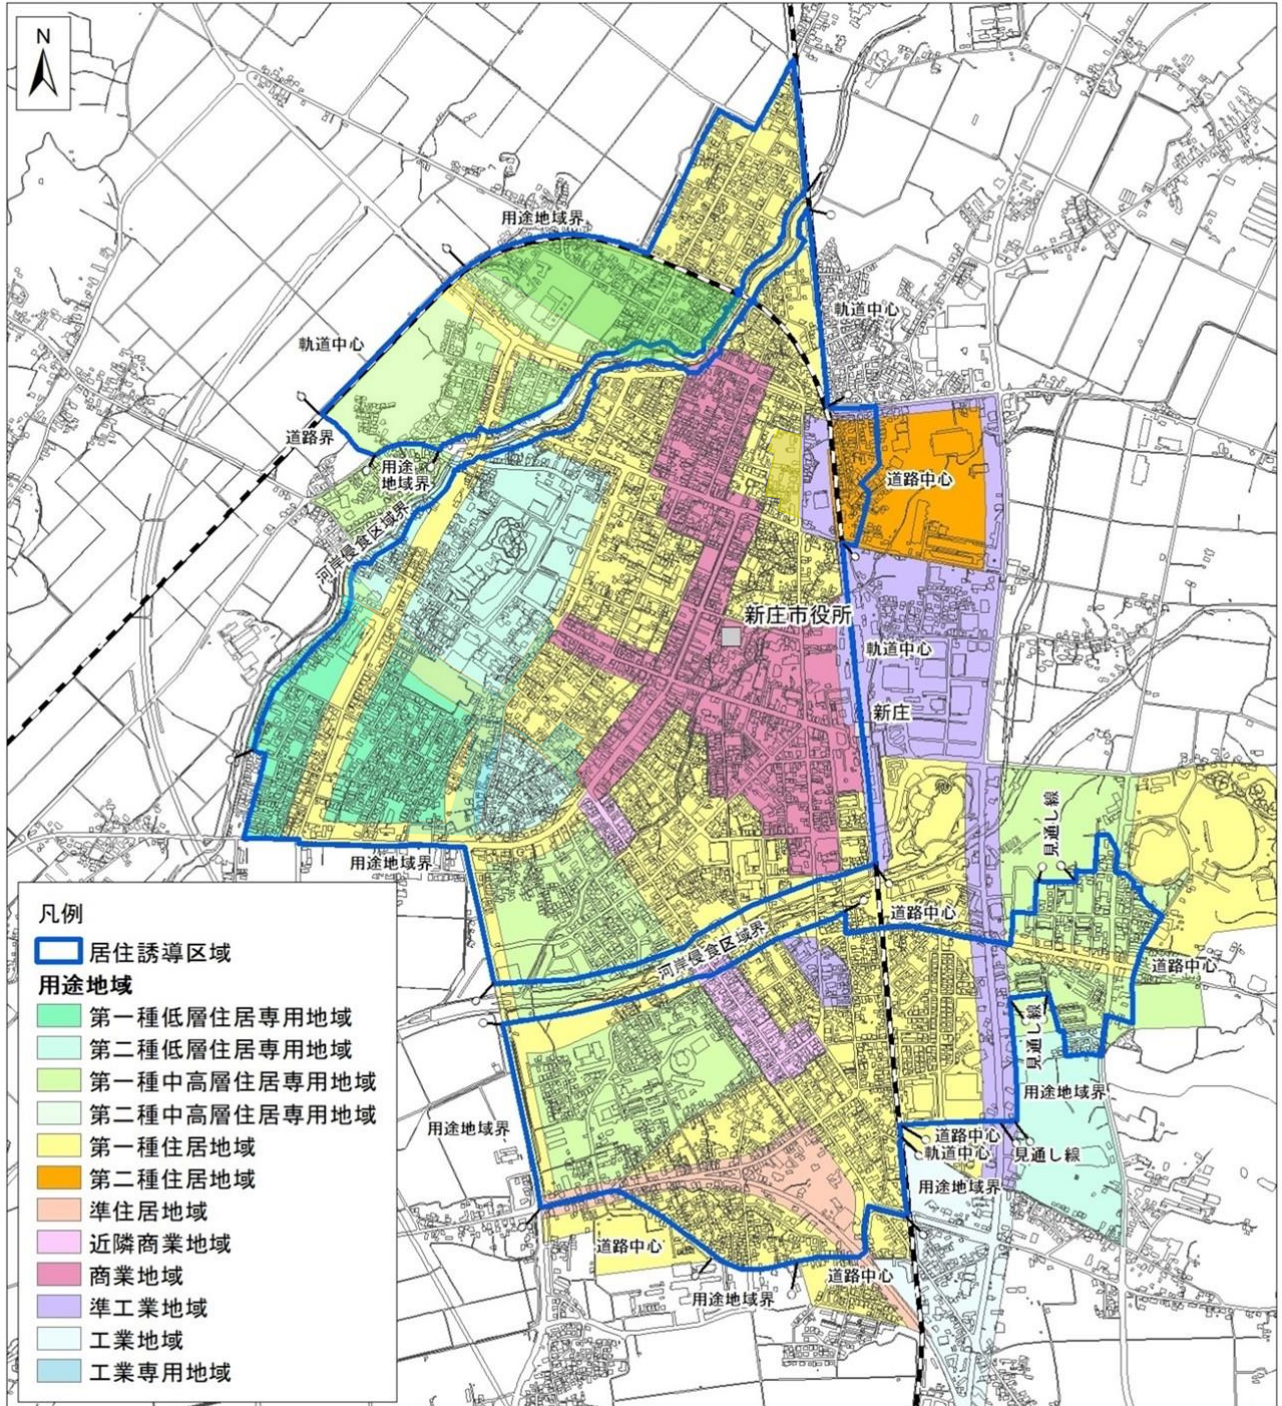 N
用途地域界
軌道中心
軌道中心
道路界
用途
地域界
道路中心
河岸侵食区域界
新庄市役所
軌道中心
新庄
見通し線
用途地域界
道路中心
河岸侵食区域界
道路中心
見通し線
用途地域界
用途地域界
道路中心
軌道中心
見通し線
用途地域界
道路中心
道路中心
用途地域界
凡例
居住誘導区域
用途地域
第一種低層住居専用地域
第二種低層住居専用地域
第一種中高層住居専用地域
第二種中高層住居専用地域
第一種住居地域
第二種住居地域
準住居地域
近隣商業地域
商業地域
準工業地域
工業地域
工業専用地域